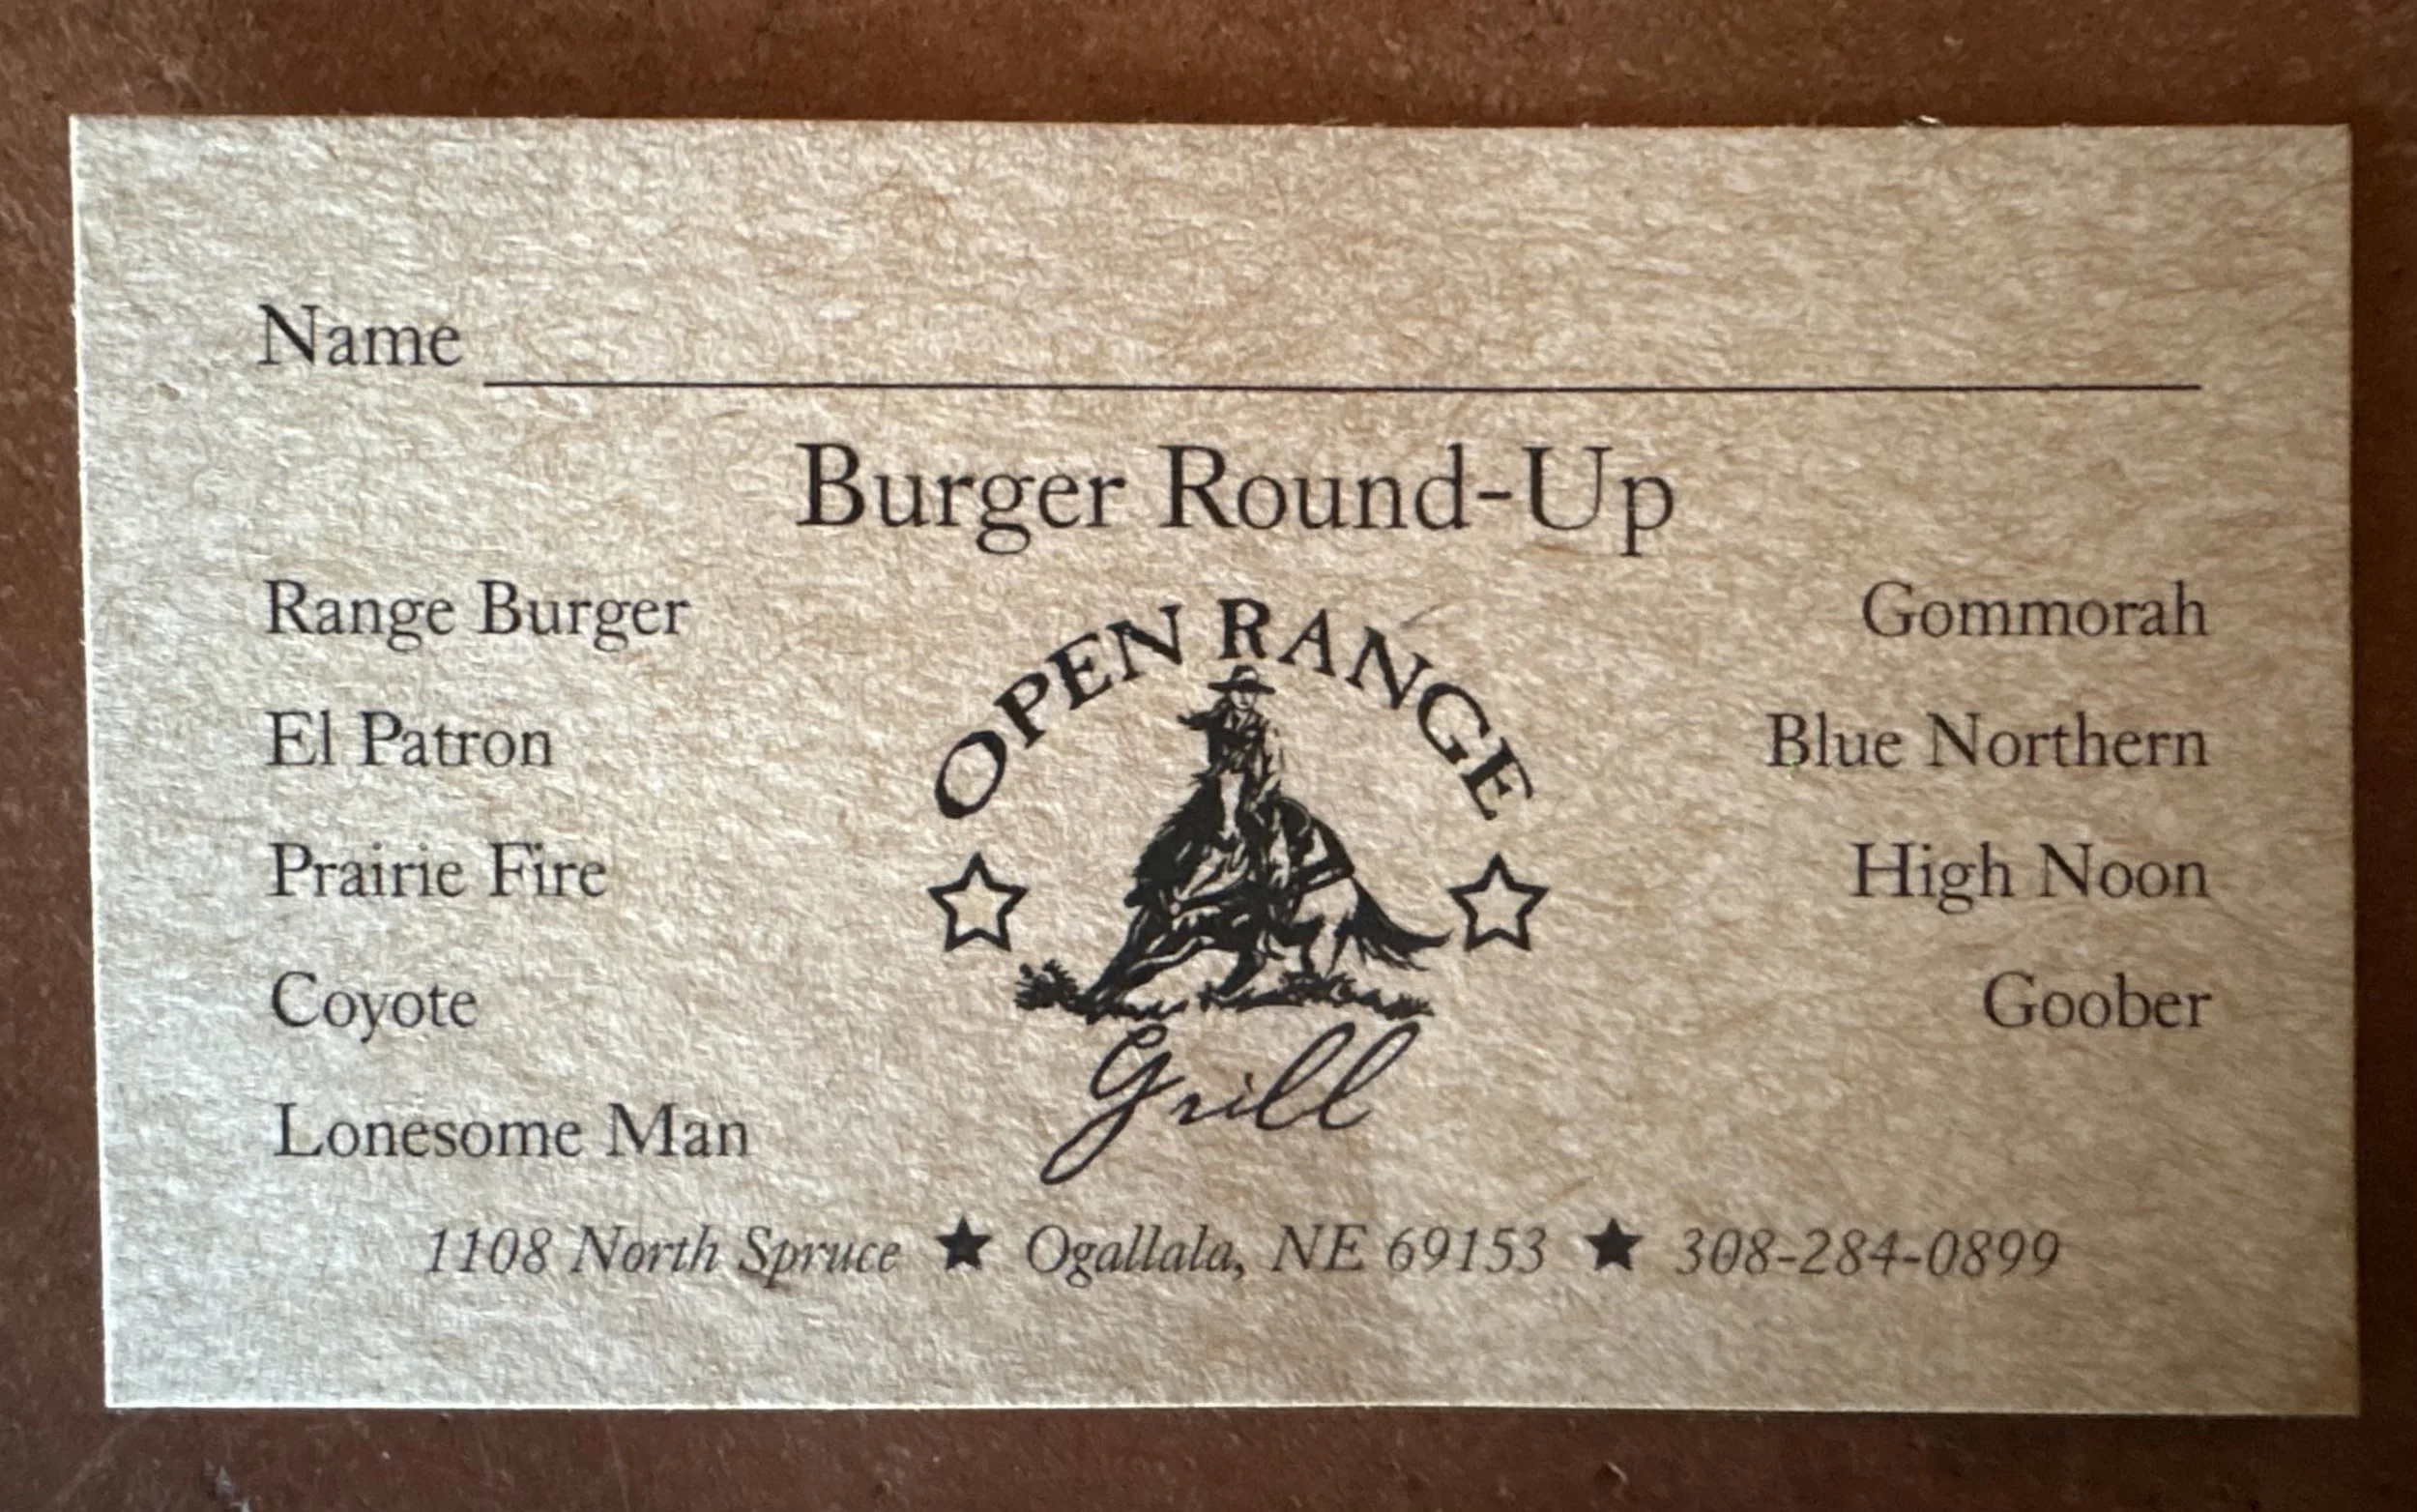 Name
Burger Round-Up
Range Burger
El Patron
Prairie Fire
Coyote
Lonesome Man
OPEN RANGE
Grill
Gommorah
Blue Northern
High Noon
Goober
1108 North Spruce ★ Ogallala, NE 69153 ★ 308-284-0899